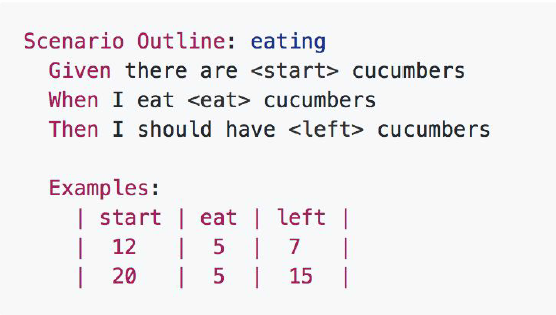 Scenario Outline: eating
Given there are <start> cucumbers
When I eat <eat> cucumbers
Then I should have <left> cucumbers
Examples:
| start | eat | left |
| 12 | 5 | 7 |
| 20 | 5 | 15 |